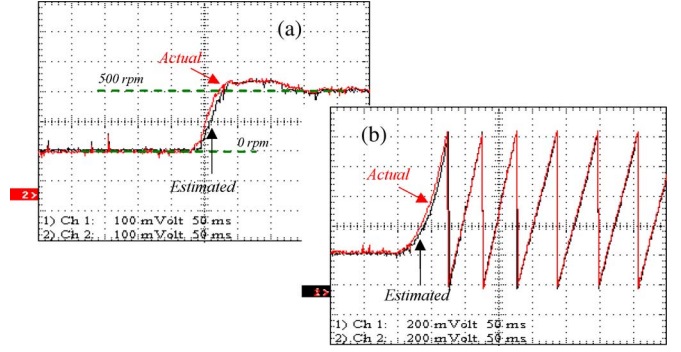 (a)
Actual
500 rpm
0 rpm
Estimated
2
1) Ch 1: 100 mVolt 50 ms
2) Ch 2: 100 mVolt 50 ms
(b)
Actual
Estimated
1) Ch 1: 200 mVolt 50 ms
2) Ch 2: 200 mVolt 50 ms